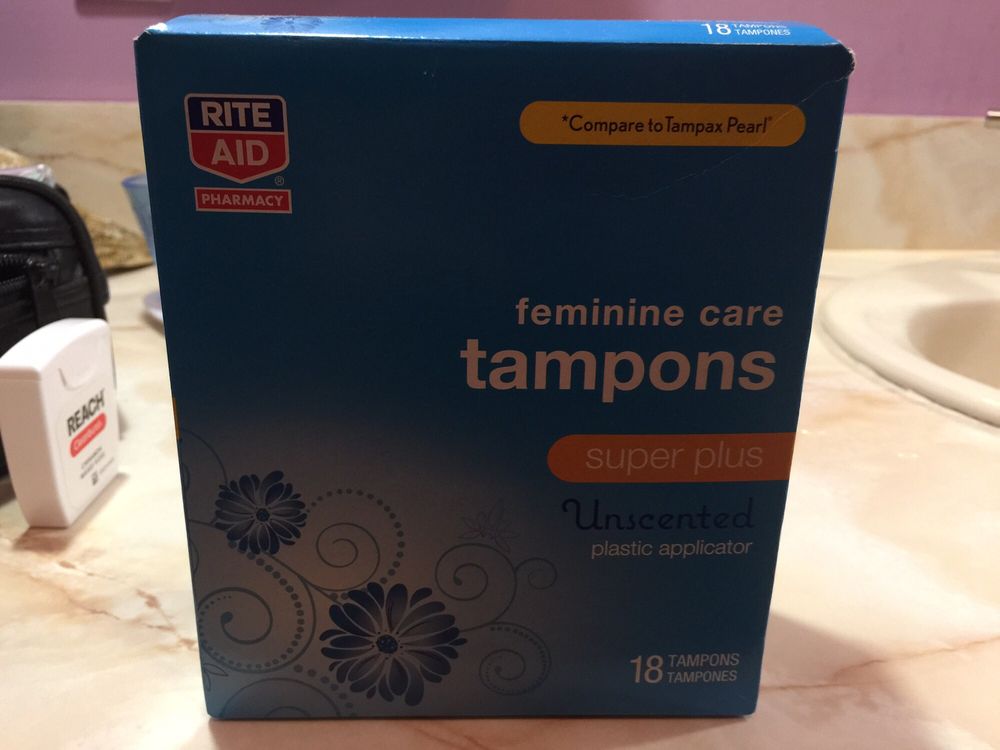 18 TAMPONS
TAMPONES
RITE
AID
®
PHARMACY
*Compare to Tampax Pearl®
feminine care
tampons
super plus
Unscented
plastic applicator
18 TAMPONS
TAMPONES
REACH